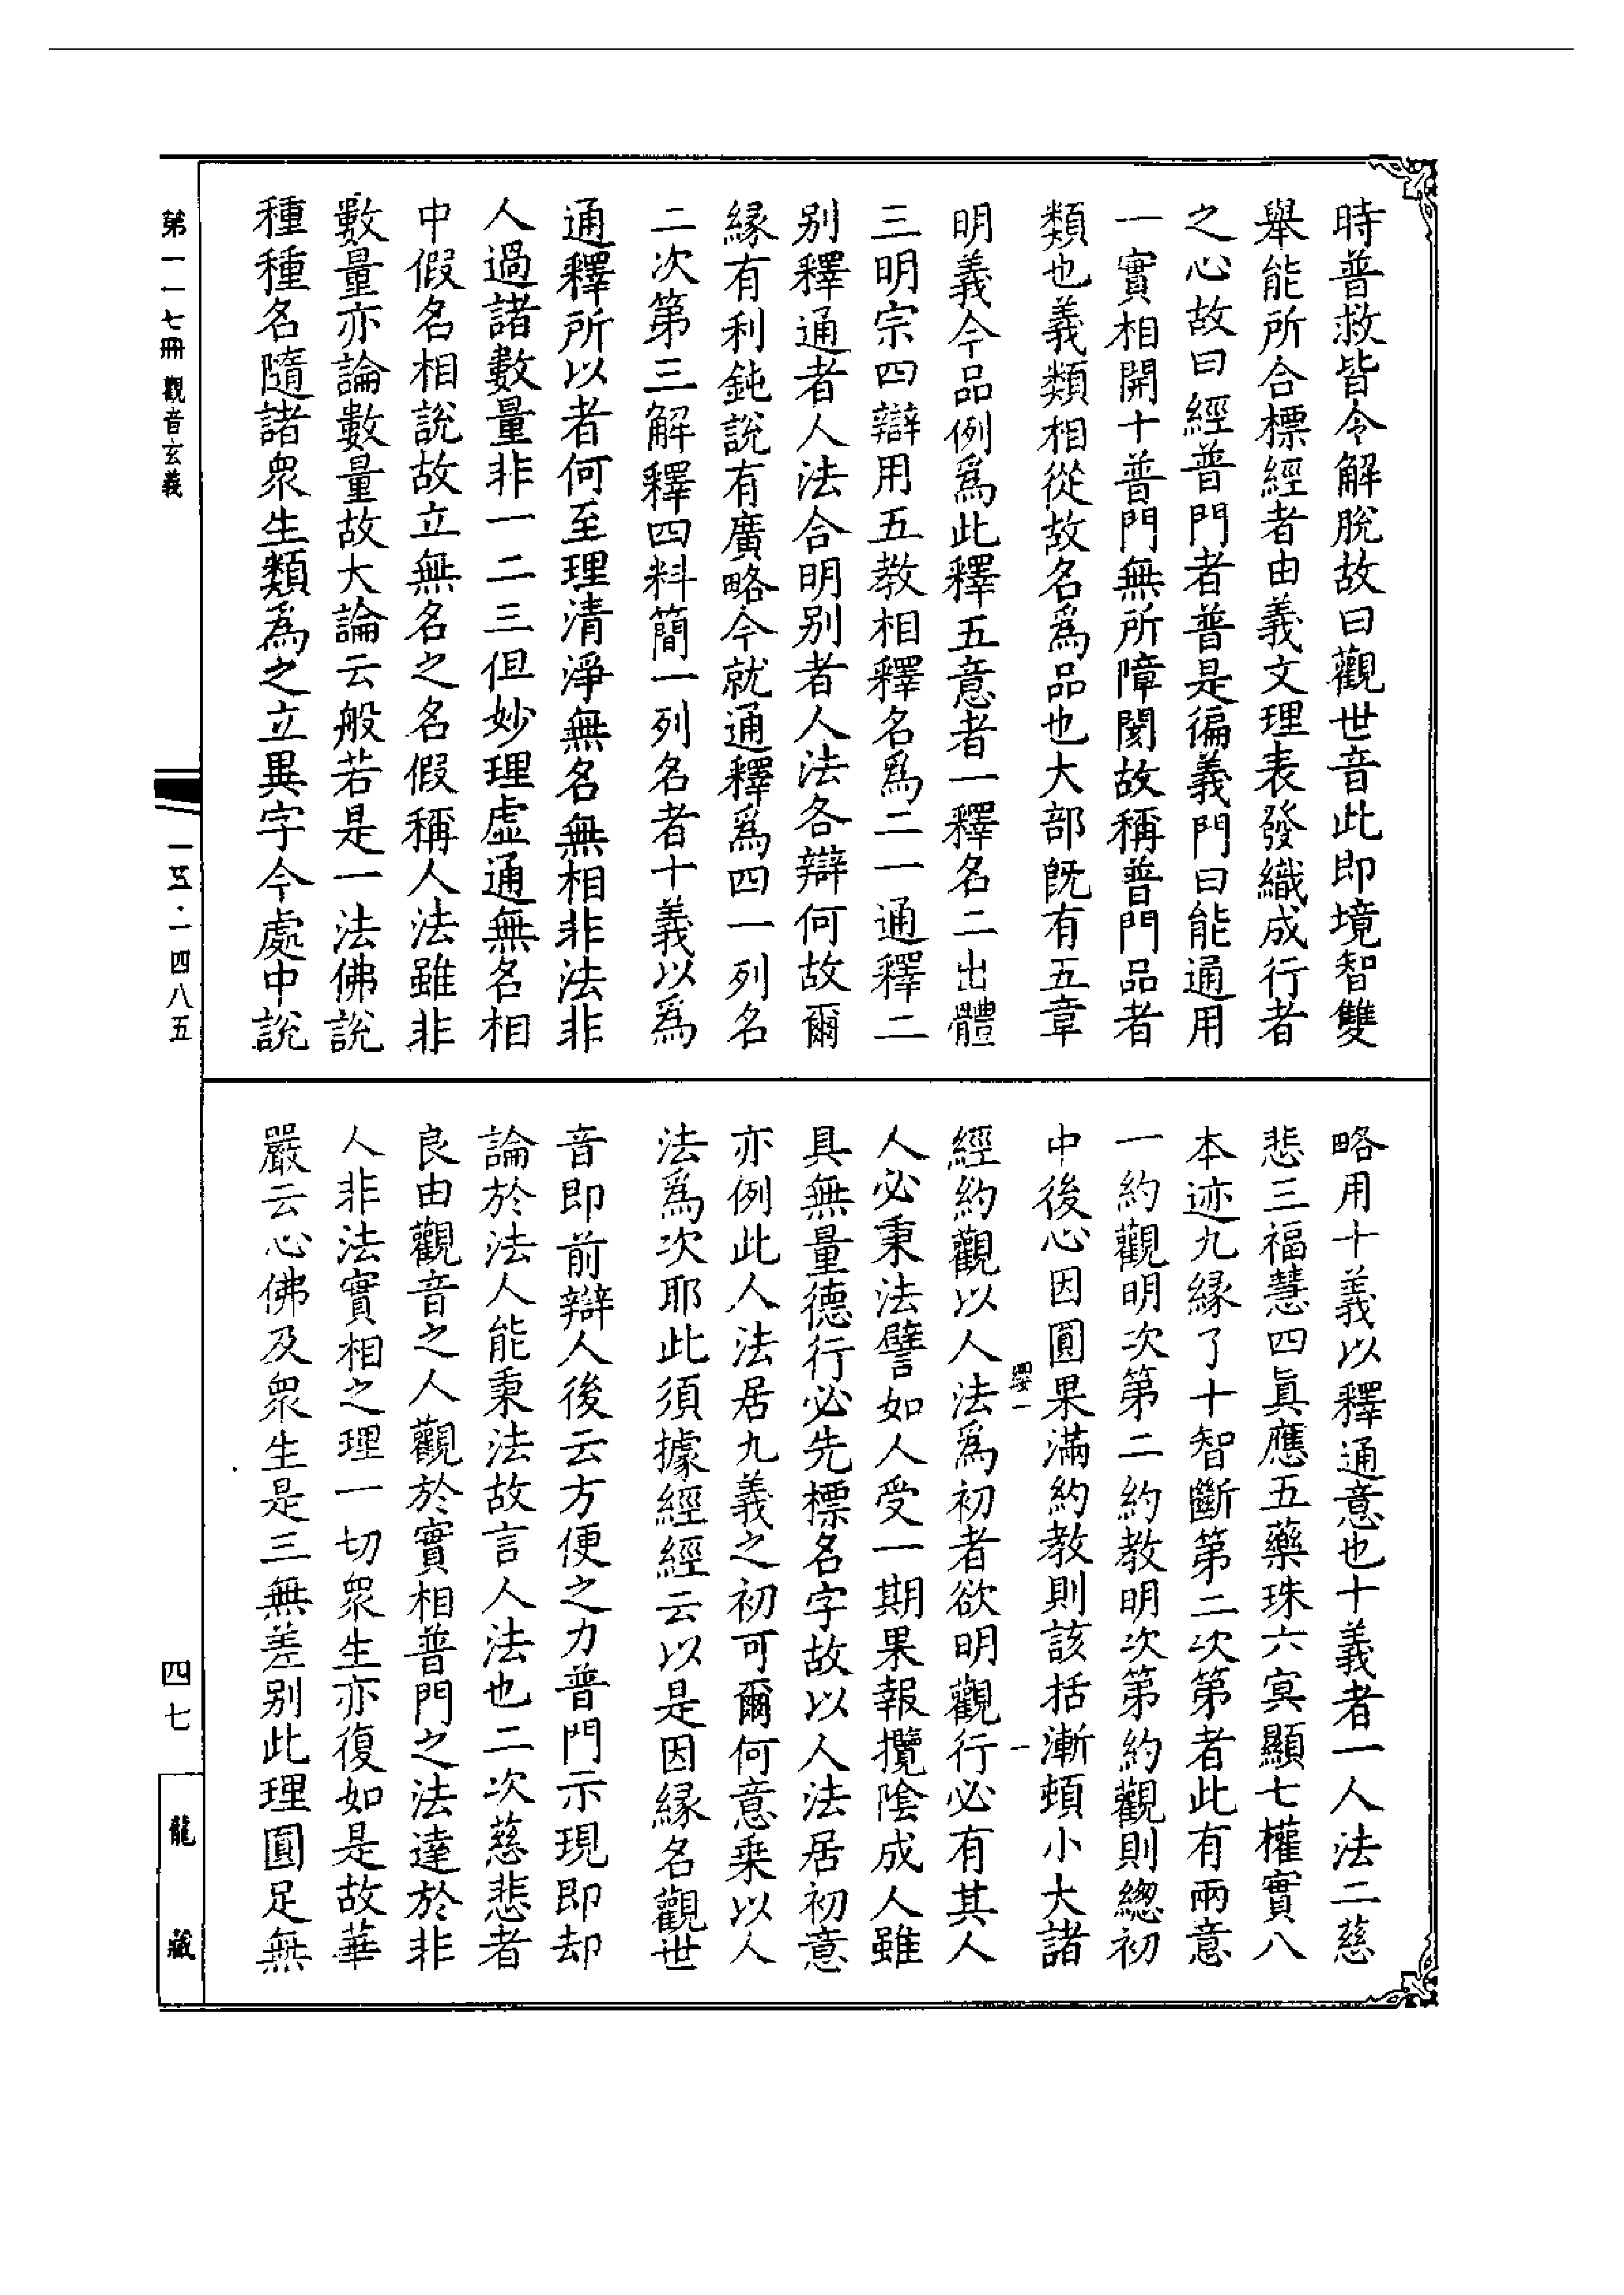 時普救皆令解脫故曰觀世音此即境智雙
舉能所合標經者由義文理表發織成行者
之心故曰經普門者普是徧義門曰能通用
一實相開十普門無所障閡故稱普門品者
類也義類相從故名爲品也大部旣有五章
明義今品例爲此釋五意者一釋名二出體
三明宗四辯用五教相釋名爲二一通釋二
别釋通者人法合明别者人法各辯何故爾
緣有利鈍說有廣略今就通釋爲四一列名
二次第三解釋四料簡一列名者十義以爲
通釋所以者何至理清淨無名無相非法非
人過諸數量非一二三但妙理虛通無名相
中假名相說故立無名之名假稱人法雖非
數量亦論數量故大論云般若是一法佛說
種種名隨諸衆生類爲之立異字今處中說
略用十義以釋通意也十義者一人法二慈
悲三福慧四眞應五藥珠六寞顯七權實八
本迹九緣了十智斷第二次第者此有兩意
一約觀明次第二約教明次第約觀則總初
中後心因圓果滿約教則該括漸頓小大諸
經約觀以人法爲初者欲明觀行必有其人
人必秉法譬如人受一期果報攬陰成人雖
具無量德行必先標名字故以人法居初意
亦例此人法居九義之初可爾何意乗以人
法爲次耶此須據經經云以是因緣名觀世
音即前辯人後云方便之力普門示現即却
論於法人能秉法故言人法也二次慈悲者
良由觀音之人觀於實相普門之法達於非
人非法實相之理一切衆生亦復如是故華
嚴云心佛及衆生是三無差别此理圓足無
第一一七冊 觀音玄義
一五·一四八五
四七
龍藏